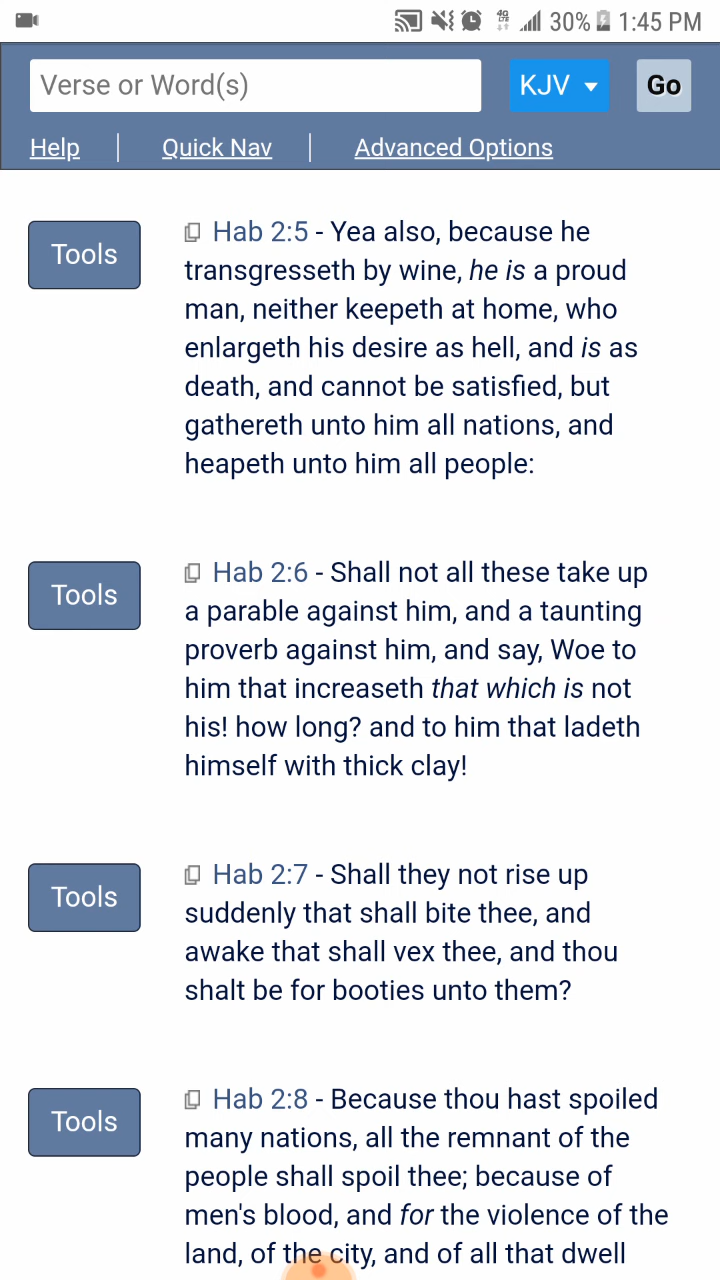 4G LTE 30% 1:45 PM
Verse or Word(s) KJV Go
Help Quick Nav Advanced Options
Tools
Hab 2:5 - Yea also, because he
transgresseth by wine, he is a proud
man, neither keepeth at home, who
enlargeth his desire as hell, and is as
death, and cannot be satisfied, but
gathereth unto him all nations, and
heapeth unto him all people:
Tools
Hab 2:6 - Shall not all these take up
a parable against him, and a taunting
proverb against him, and say, Woe to
him that increaseth that which is not
his! how long? and to him that ladeth
himself with thick clay!
Tools
Hab 2:7 - Shall they not rise up
suddenly that shall bite thee, and
awake that shall vex thee, and thou
shalt be for booties unto them?
Tools
Hab 2:8 - Because thou hast spoiled
many nations, all the remnant of the
people shall spoil thee; because of
men's blood, and for the violence of the
land, of the city, and of all that dwell